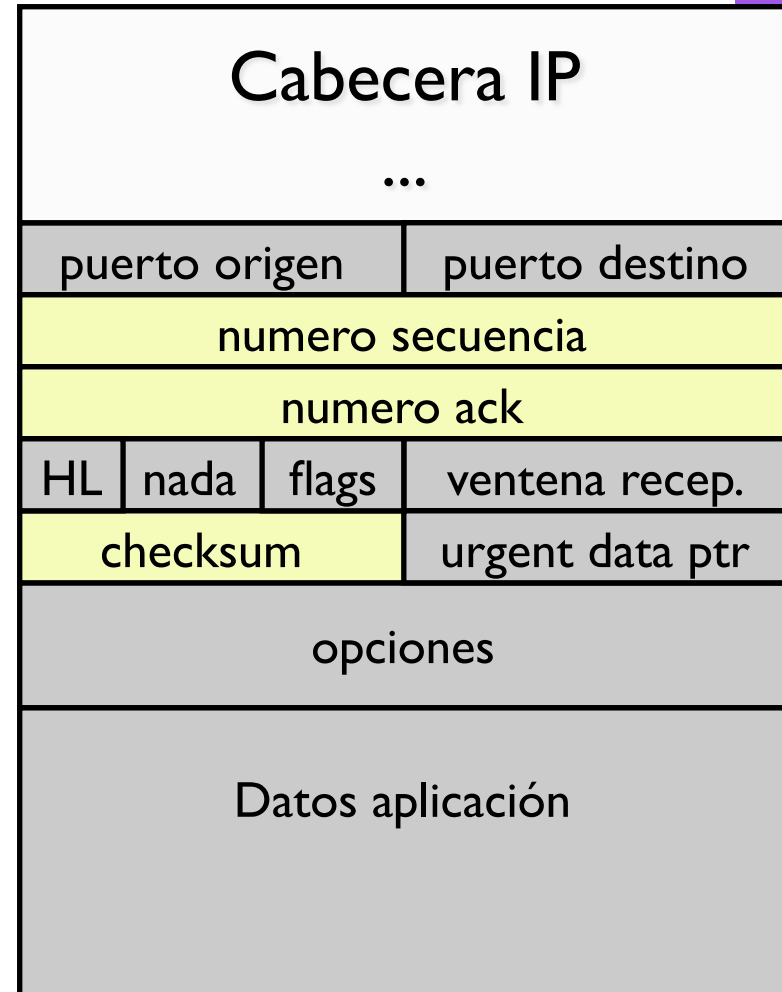 Cabecera IP
...
puerto origen puerto destino
numero secuencia
numero ack
HL nada flags ventena recep.
checksum urgent data ptr
opciones
Datos aplicación